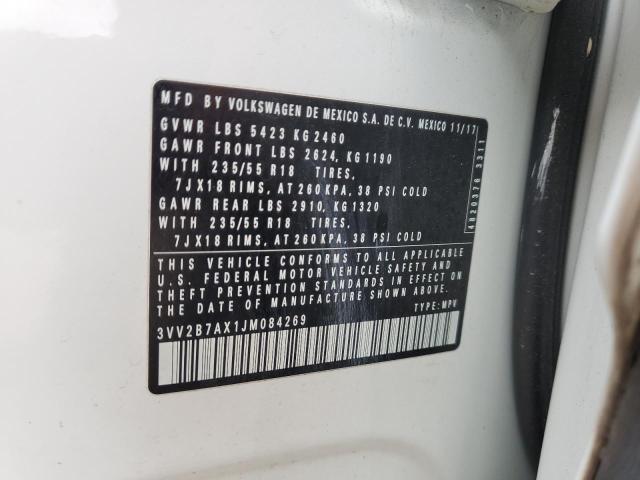 MFD BY VOLKSWAGEN DE MEXICO S.A. DE C.V. MEXICO 11/17
GVWR LBS 5423 KG 2460
GAWR FRONT LBS 2624, KG 1190
WITH 235/55 R18 TIRES,
7JX18 RIMS, AT 260 KPA, 38 PSI COLD
GAWR REAR LBS 2910, KG 1320
WITH 235/55 R18 TIRES,
7JX18 RIMS, AT 260 KPA, 38 PSI COLD
THIS VEHICLE CONFORMS TO ALL APPLICABLE
U.S. FEDERAL MOTOR VEHICLE SAFETY AND
THEFT PREVENTION STANDARDS IN EFFECT ON
THE DATE OF MANUFACTURE SHOWN ABOVE.
3VV2B7AX1JM084269 TYPE: MPV
4820376 3311